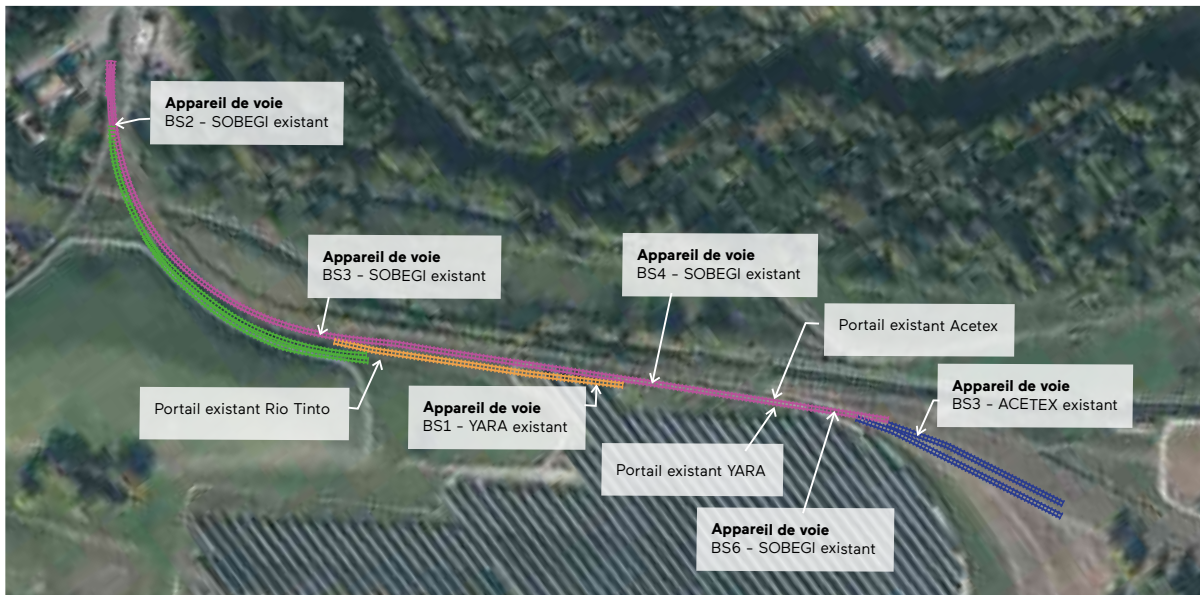 Appareil de voie
BS2 - SOBEGI existant
Appareil de voie
BS3 - SOBEGI existant
Appareil de voie
BS4 - SOBEGI existant
Portail existant Acetex
Appareil de voie
BS3 - ACETEX existant
Portail existant Rio Tinto
Appareil de voie
BS1 - YARA existant
Portail existant YARA
Appareil de voie
BS6 - SOBEGI existant